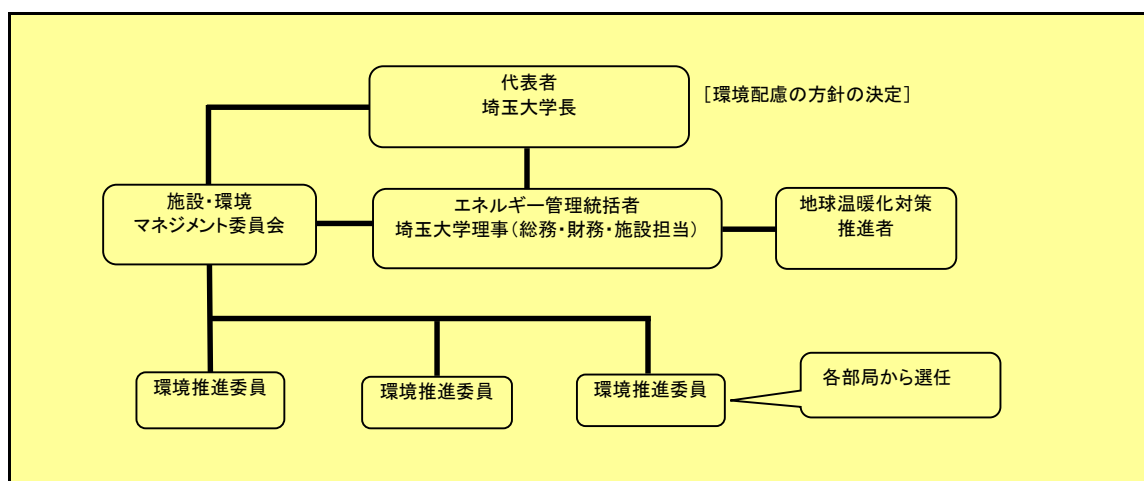 代表者
埼玉大学長
［環境配慮の方針の決定］
施設・環境
マネジメント委員会
エネルギー管理統括者
埼玉大学理事（総務・財務・施設担当）
地球温暖化対策
推進者
環境推進委員
環境推進委員
環境推進委員
各部局から選任